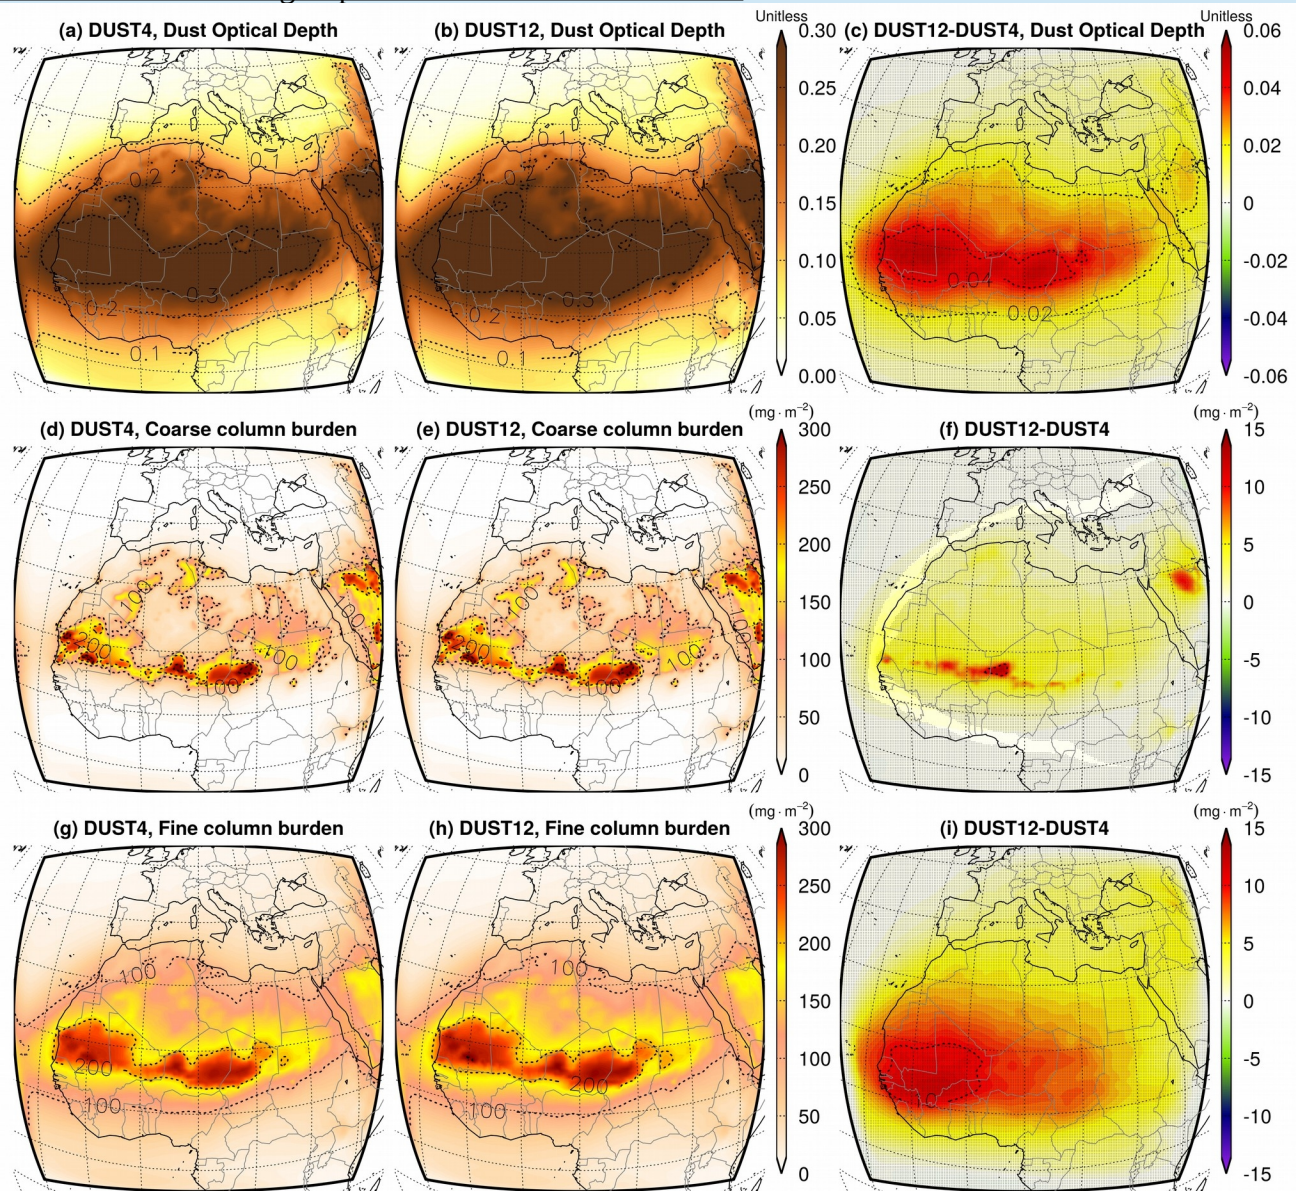 Unitless Unitless
(a) DUST4, Dust Optical Depth (b) DUST12, Dust Optical Depth 0.30 (c) DUST12-DUST4, Dust Optical Depth 0.06
0.25 0.04
0.20 0.02
0.15 0
0.10 -0.02
0.05 -0.04
0.00 -0.06
0.1 0.2 0.3 0.2 0.1
0.1 0.2 0.3 0.2 0.1
0.04 0.02
(mg·m⁻²) (mg·m⁻²)
(d) DUST4, Coarse column burden (e) DUST12, Coarse column burden 300 (f) DUST12-DUST4 15
250 10
200 5
150 0
100 -5
50 -10
0 -15
100 200 100 100
100 200 100 100
(mg·m⁻²) (mg·m⁻²)
(g) DUST4, Fine column burden (h) DUST12, Fine column burden 300 (i) DUST12-DUST4 15
250 10
200 5
150 0
100 -5
50 -10
0 -15
100 200 100
100 200 100
10